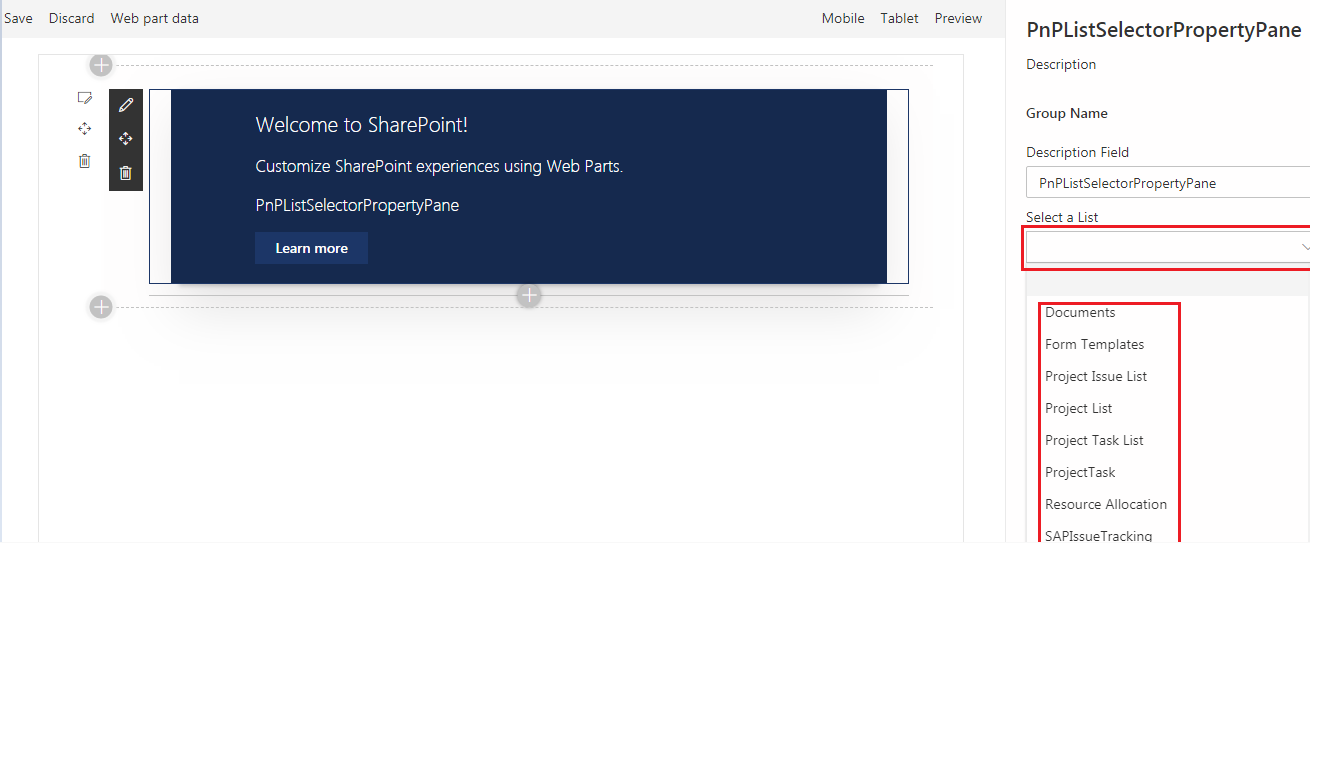 Save Discard Web part data Mobile Tablet Preview
Welcome to SharePoint!
Customize SharePoint experiences using Web Parts.
PnPListSelectorPropertyPane
Learn more
PnPListSelectorPropertyPane
Description
Group Name
Description Field
PnPListSelectorPropertyPane
Select a List
Documents
Form Templates
Project Issue List
Project List
Project Task List
ProjectTask
Resource Allocation
SAPIssueTracking